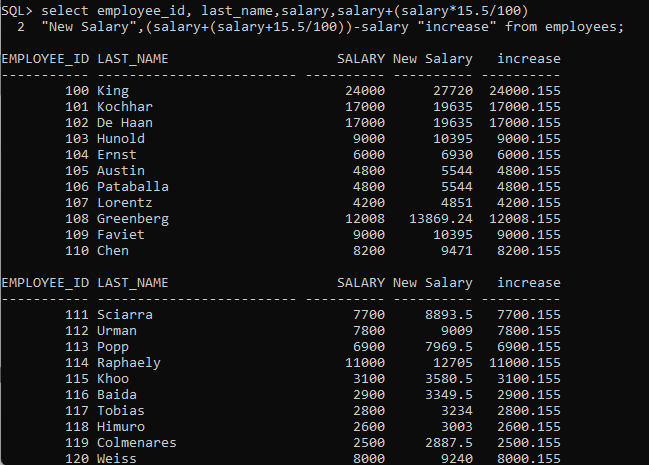 SQL> select employee_id, last_name,salary,salary+(salary*15.5/100)
  2  "New Salary",(salary+(salary+15.5/100))-salary "increase" from employees;

EMPLOYEE_ID LAST_NAME                     SALARY New Salary   increase
----------- ------------------------- ---------- ---------- ----------
        100 King                           24000      27720  24000.155
        101 Kochhar                        17000      19635  17000.155
        102 De Haan                        17000      19635  17000.155
        103 Hunold                          9000      10395   9000.155
        104 Ernst                           6000       6930   6000.155
        105 Austin                          4800       5544   4800.155
        106 Pataballa                       4800       5544   4800.155
        107 Lorentz                         4200       4851   4200.155
        108 Greenberg                      12008   13869.24  12008.155
        109 Faviet                          9000      10395   9000.155
        110 Chen                            8200       9471   8200.155

EMPLOYEE_ID LAST_NAME                     SALARY New Salary   increase
----------- ------------------------- ---------- ---------- ----------
        111 Sciarra                         7700     8893.5   7700.155
        112 Urman                           7800       9009   7800.155
        113 Popp                            6900     7969.5   6900.155
        114 Raphaely                       11000      12705  11000.155
        115 Khoo                            3100     3580.5   3100.155
        116 Baida                           2900     3349.5   2900.155
        117 Tobias                          2800       3234   2800.155
        118 Himuro                          2600       3003   2600.155
        119 Colmenares                      2500     2887.5   2500.155
        120 Weiss                           8000       9240   8000.155